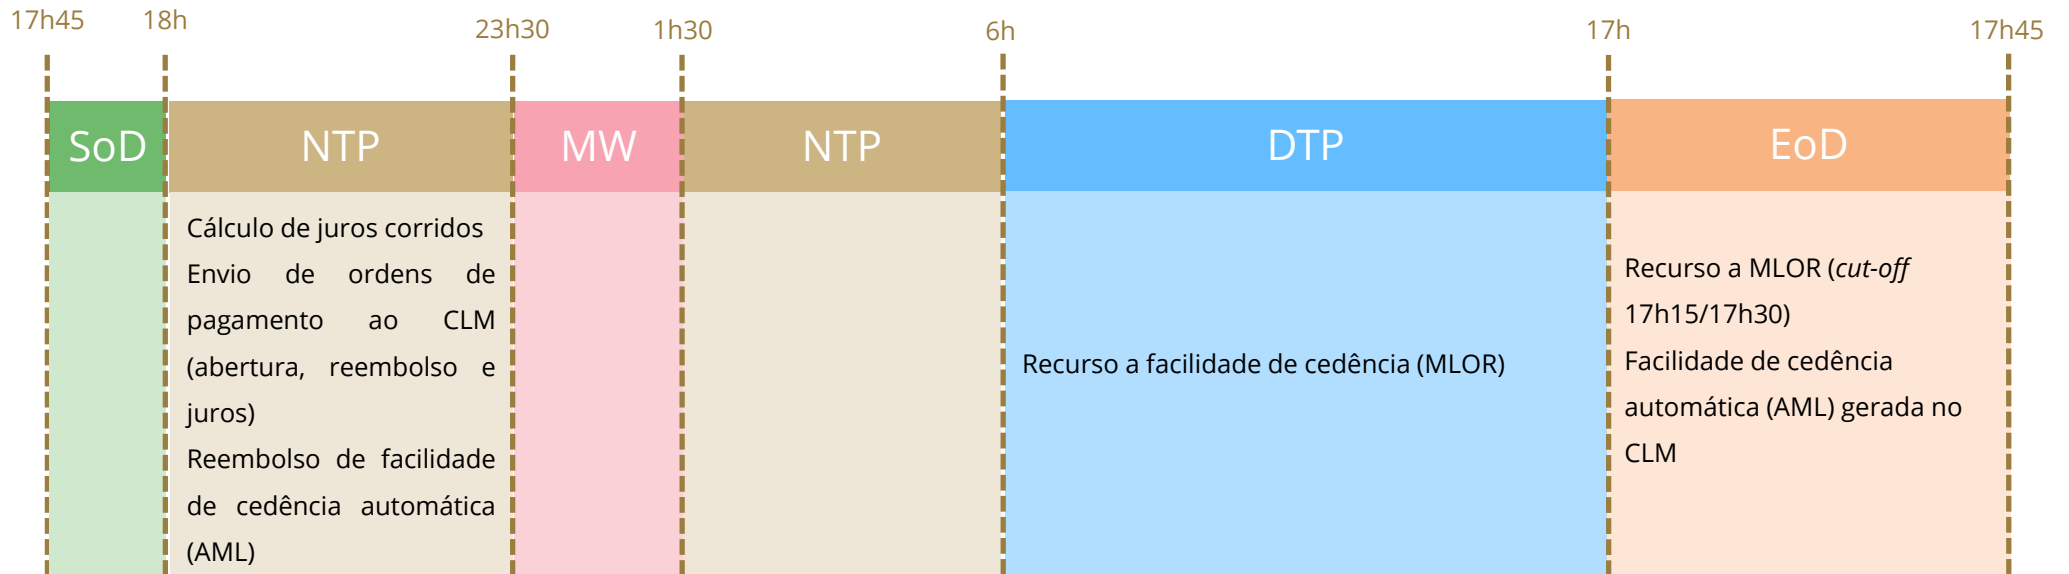 17h45
18h
23h30
1h30
6h
17h
17h45
SoD
NTP
MW
NTP
DTP
EoD
Cálculo de juros corridos
Envio de ordens de
pagamento ao CLM
(abertura, reembolso e
juros)
Reembolso de facilidade
de cedência automática
(AML)
Recurso a facilidade de cedência (MLOR)
Recurso a MLOR (cut-off
17h15/17h30)
Facilidade de cedência
automática (AML) gerada no
CLM